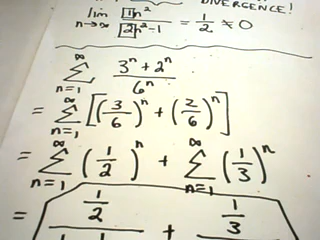 DIVERGENCE!
lim n→∞ 1n² / 2n²-1 = 1/2 ≠ 0
∞ Σ n=1 3ⁿ + 2ⁿ / 6ⁿ
= ∞ Σ n=1 [(3/6)ⁿ + (2/6)ⁿ]
= ∞ Σ n=1 (1/2)ⁿ + ∞ Σ n=1 (1/3)ⁿ
= 1/2 + 1/3